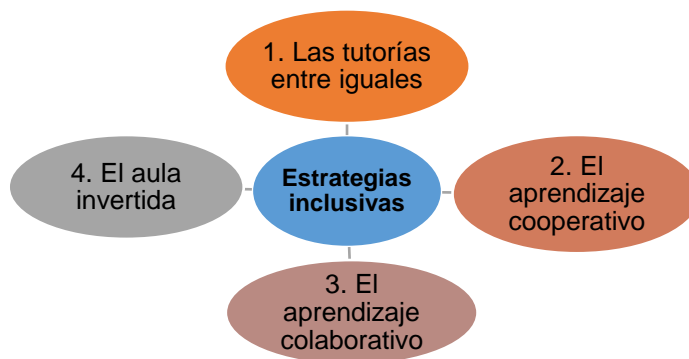 1. Las tutorías
entre iguales
4. El aula
invertida
Estrategias
inclusivas
2. El
aprendizaje
cooperativo
3. El
aprendizaje
colaborativo